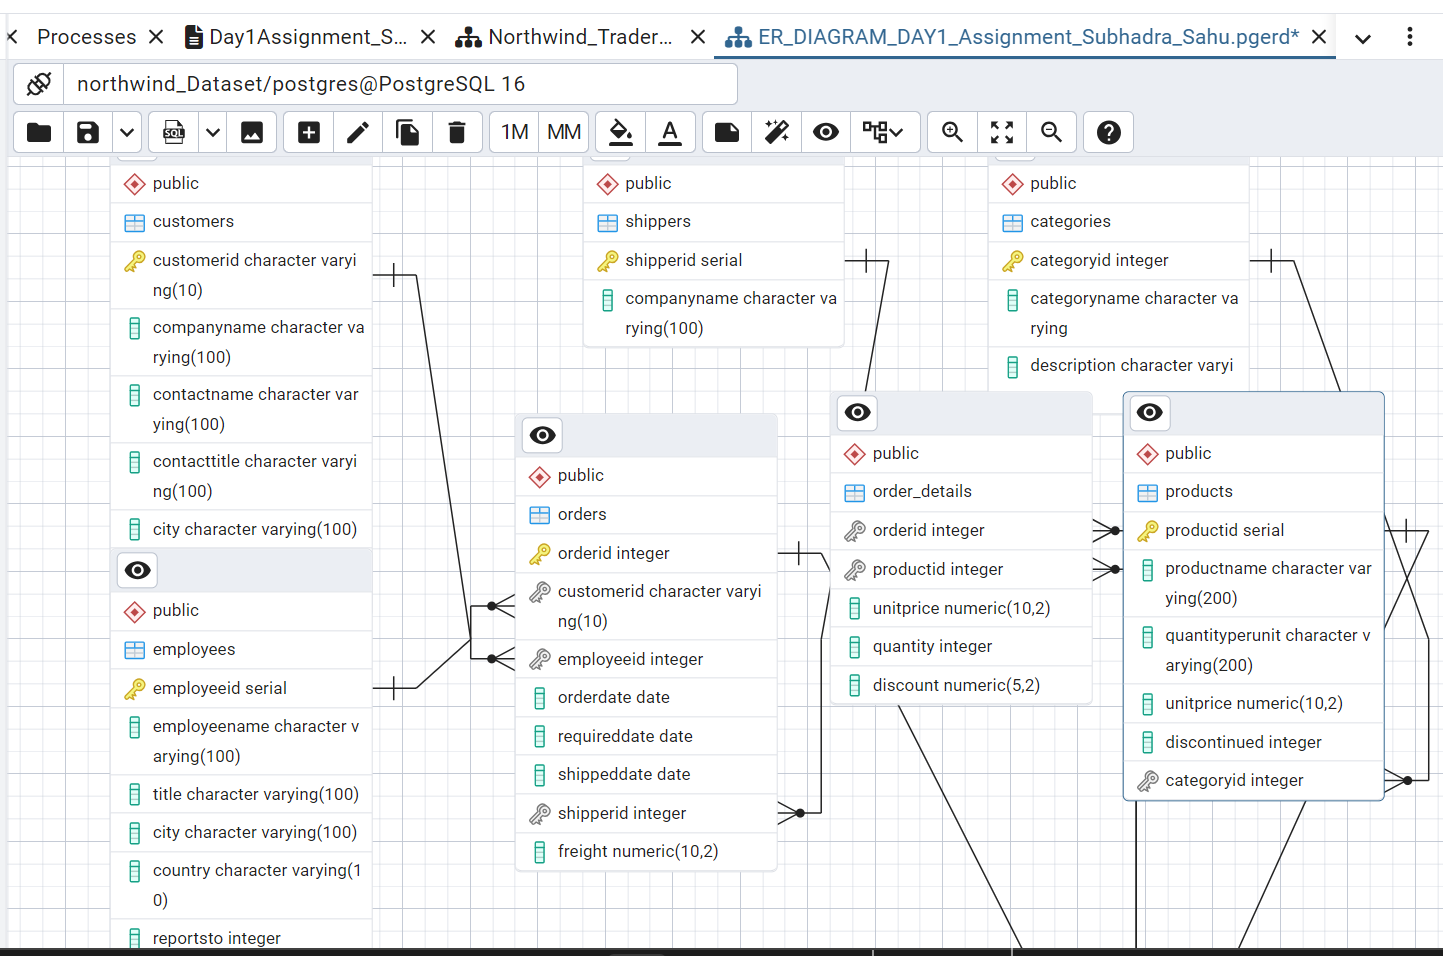 Processes
Day1Assignment_S...
Northwind_Trader...
ER_DIAGRAM_DAY1_Assignment_Subhadra_Sahu.pgerd*
northwind_Dataset/postgres@PostgreSQL 16
SQL
1M
MM
A
public
customers
customerid character varyi
ng(10)
companyname character va
rying(100)
contactname character var
ying(100)
contacttitle character varyi
ng(100)
city character varying(100)
public
employees
employeeid serial
employeename character v
arying(100)
title character varying(100)
city character varying(100)
country character varying(1
0)
reportsto integer
public
shippers
shipperid serial
companyname character va
rying(100)
public
orders
orderid integer
customerid character varyi
ng(10)
employeeid integer
orderdate date
requireddate date
shippeddate date
shipperid integer
freight numeric(10,2)
public
categories
categoryid integer
categoryname character va
rying
description character varyi
public
order_details
orderid integer
productid integer
unitprice numeric(10,2)
quantity integer
discount numeric(5,2)
public
products
productid serial
productname character var
ying(200)
quantityperunit character v
arying(200)
unitprice numeric(10,2)
discontinued integer
categoryid integer